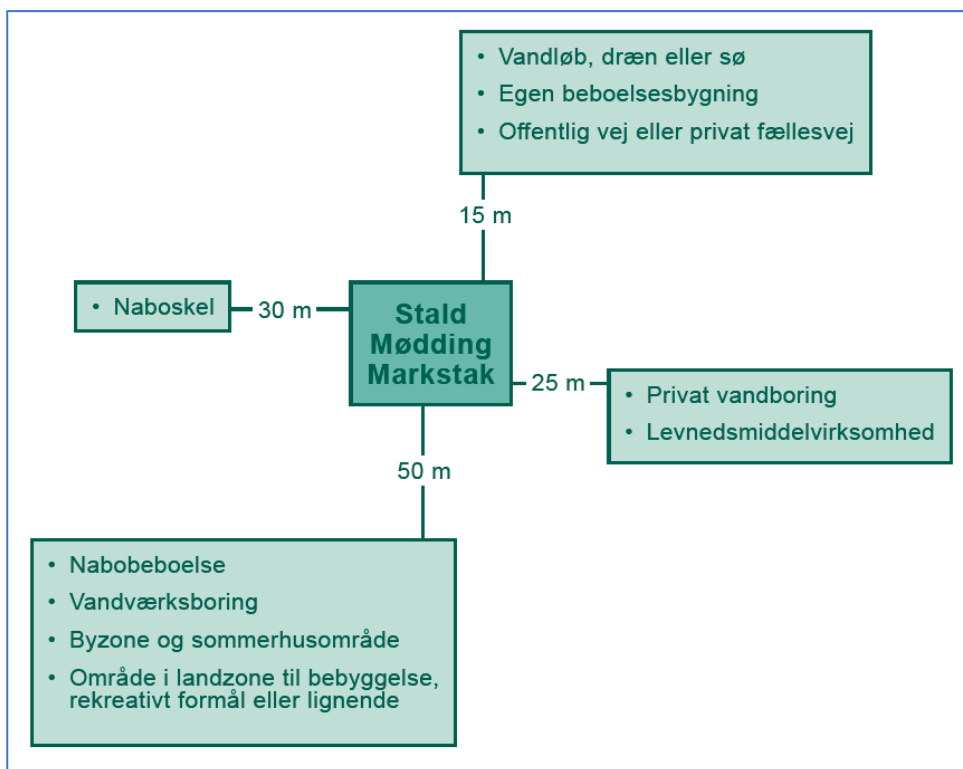 • Vandløb, dræn eller sø
• Egen beboelsesbygning
• Offentlig vej eller privat fællesvej
15 m
• Naboskel
30 m
Stald
Mødding
Markstak
25 m
• Privat vandboring
• Levnedsmiddelvirksomhed
50 m
• Nabobeboelse
• Vandværksboring
• Byzone og sommerhusområde
• Område i landzone til bebyggelse,
rekreativt formål eller lignende